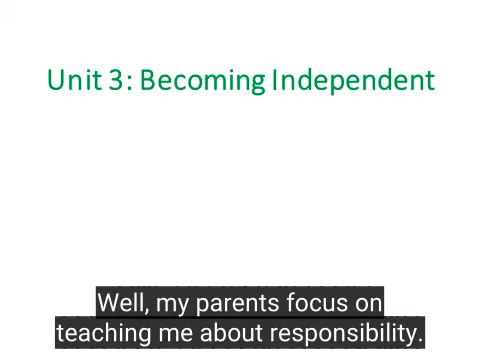 Unit 3: Becoming Independent
Well, my parents focus on
teaching me about responsibility.